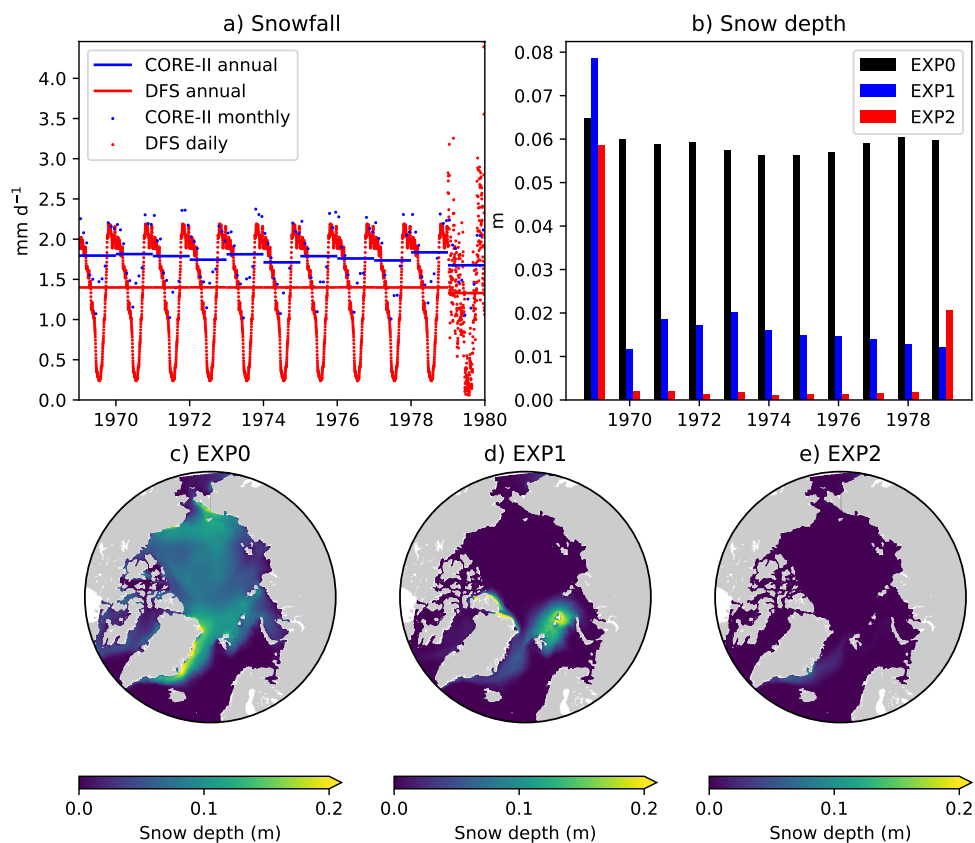 a) Snowfall
mm d⁻¹
4.0
3.5
3.0
2.5
2.0
1.5
1.0
0.5
0.0
CORE-II annual
DFS annual
CORE-II monthly
DFS daily
1970 1972 1974 1976 1978 1980
b) Snow depth
m
0.08
0.07
0.06
0.05
0.04
0.03
0.02
0.01
0.00
EXP0
EXP1
EXP2
1970 1972 1974 1976 1978
c) EXP0
d) EXP1
e) EXP2
0.0 0.1 0.2
Snow depth (m)
0.0 0.1 0.2
Snow depth (m)
0.0 0.1 0.2
Snow depth (m)